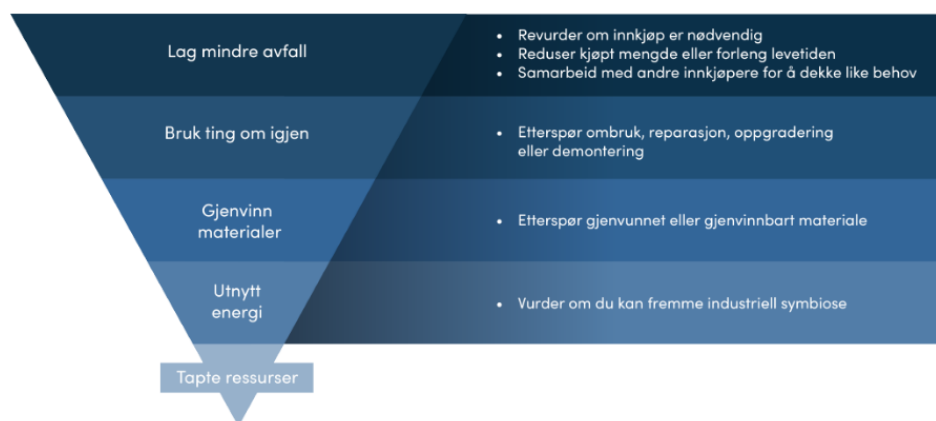 Lag mindre avfall
• Revurder om innkjøp er nødvendig
• Reduser kjøpt mengde eller forleng levetiden
• Samarbeid med andre innkjøpere for å dekke like behov
Bruk ting om igjen
• Etterspør ombruk, reparasjon, oppgradering
eller demontering
Gjenvinn
materialer
• Etterspør gjenvunnet eller gjenvinnbart materiale
Utnytt
energi
• Vurder om du kan fremme industriell symbiose
Tapte ressurser